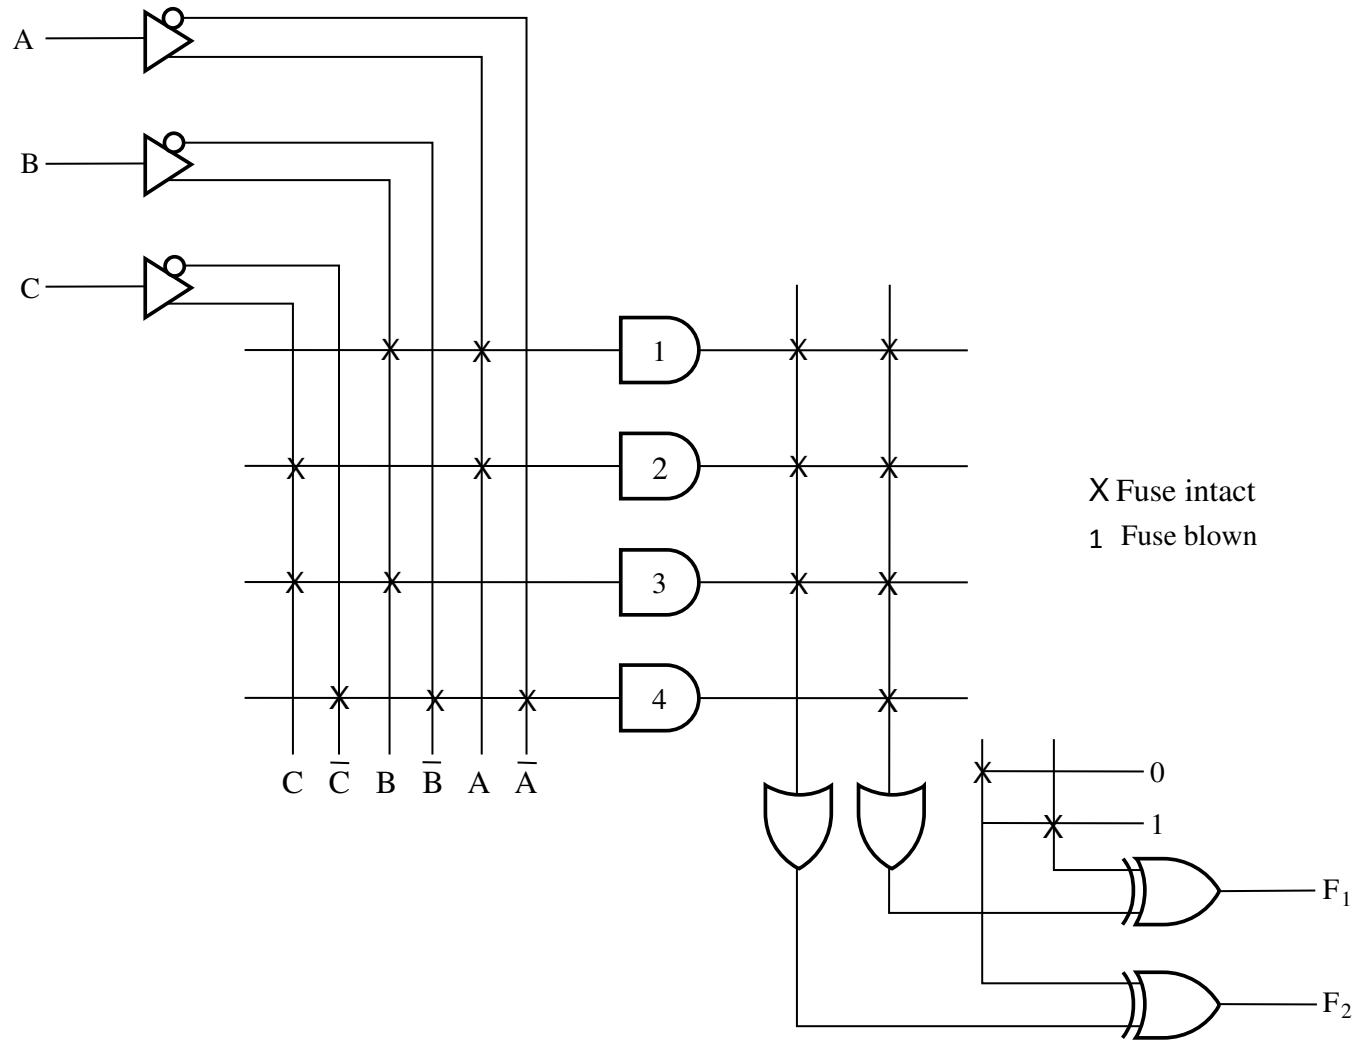 A
B
C
X X 1 X X
X X 2 X X
X Fuse intact
1 Fuse blown
X X 3 X X
X X X 4 X
C C̅ B B̅ A A̅
X 0
X 1
F₁
F₂